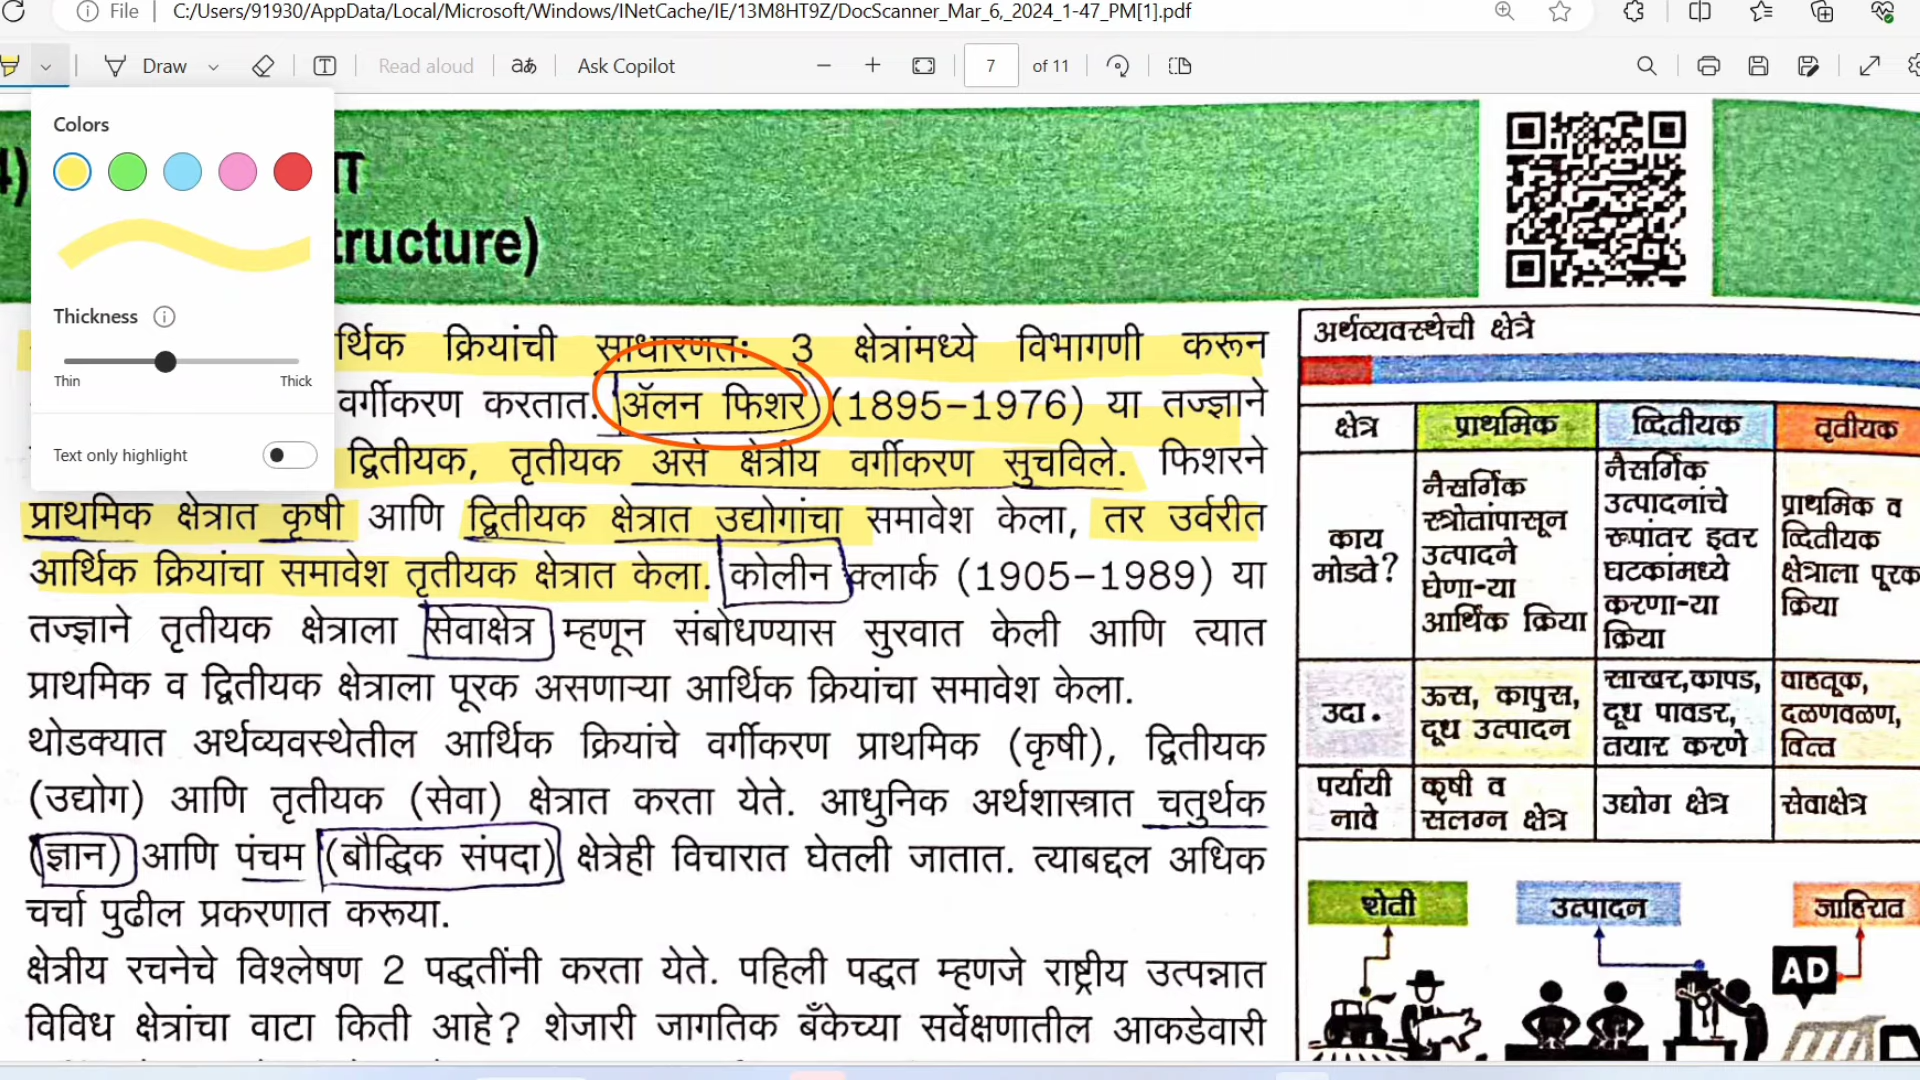 File
C:/Users/91930/AppData/Local/Microsoft/Windows/INetCache/IE/13M8HT9Z/DocScanner_Mar_6,_2024_1-47_PM[1].pdf
Draw
Read aloud
Ask Copilot
7
of 11
Colors
Thickness
Thin
Thick
Text only highlight
4)
tructure)
र्थिक क्रियांची साधारणतः 3 क्षेत्रांमध्ये विभागणी करून
वर्गीकरण करतात. ॲलन फिशर (1895-1976) या तज्ज्ञाने
द्वितीयक, तृतीयक असे क्षेत्रीय वर्गीकरण सुचविले. फिशरने
प्राथमिक क्षेत्रात कृषी आणि द्वितीयक क्षेत्रात उद्योगांचा समावेश केला, तर उर्वरीत
आर्थिक क्रियांचा समावेश तृतीयक क्षेत्रात केला. कोलीन क्लार्क (1905-1989) या
तज्ज्ञाने तृतीयक क्षेत्राला सेवाक्षेत्र म्हणून संबोधण्यास सुरवात केली आणि त्यात
प्राथमिक व द्वितीयक क्षेत्राला पूरक असणाऱ्या आर्थिक क्रियांचा समावेश केला.
थोडक्यात अर्थव्यवस्थेतील आर्थिक क्रियांचे वर्गीकरण प्राथमिक (कृषी), द्वितीयक
(उद्योग) आणि तृतीयक (सेवा) क्षेत्रात करता येते. आधुनिक अर्थशास्त्रात चतुर्थक
(ज्ञान) आणि पंचम (बौद्धिक संपदा) क्षेत्रेही विचारात घेतली जातात. त्याबद्दल अधिक
चर्चा पुढील प्रकरणात करूया.
क्षेत्रीय रचनेचे विश्लेषण 2 पद्धतींनी करता येते. पहिली पद्धत म्हणजे राष्ट्रीय उत्पन्नात
विविध क्षेत्रांचा वाटा किती आहे? शेजारी जागतिक बँकेच्या सर्वेक्षणातील आकडेवारी
अर्थव्यवस्थेची क्षेत्रे
क्षेत्र प्राथमिक व्दितीयक तृतीयक
काय
मोडते?
नैसर्गिक
स्त्रोतांपासून
उत्पादने
घेणा-या
आर्थिक क्रिया
नैसर्गिक
उत्पादनांचे
रूपांतर इतर
घटकांमध्ये
करणा-या
क्रिया
प्राथमिक व
व्दितीयक
क्षेत्राला पूरक
क्रिया
उदा.
ऊस, कापुस,
दूध उत्पादन
साखर,कापड,
दूध पावडर,
तयार करणे
वाहतूक,
दळणवळण,
वित्त
पर्यायी
नावे
कृषी व
संलग्न क्षेत्र
उद्योग क्षेत्र
सेवाक्षेत्र
शेती
उत्पादन
जाहिरात
AD